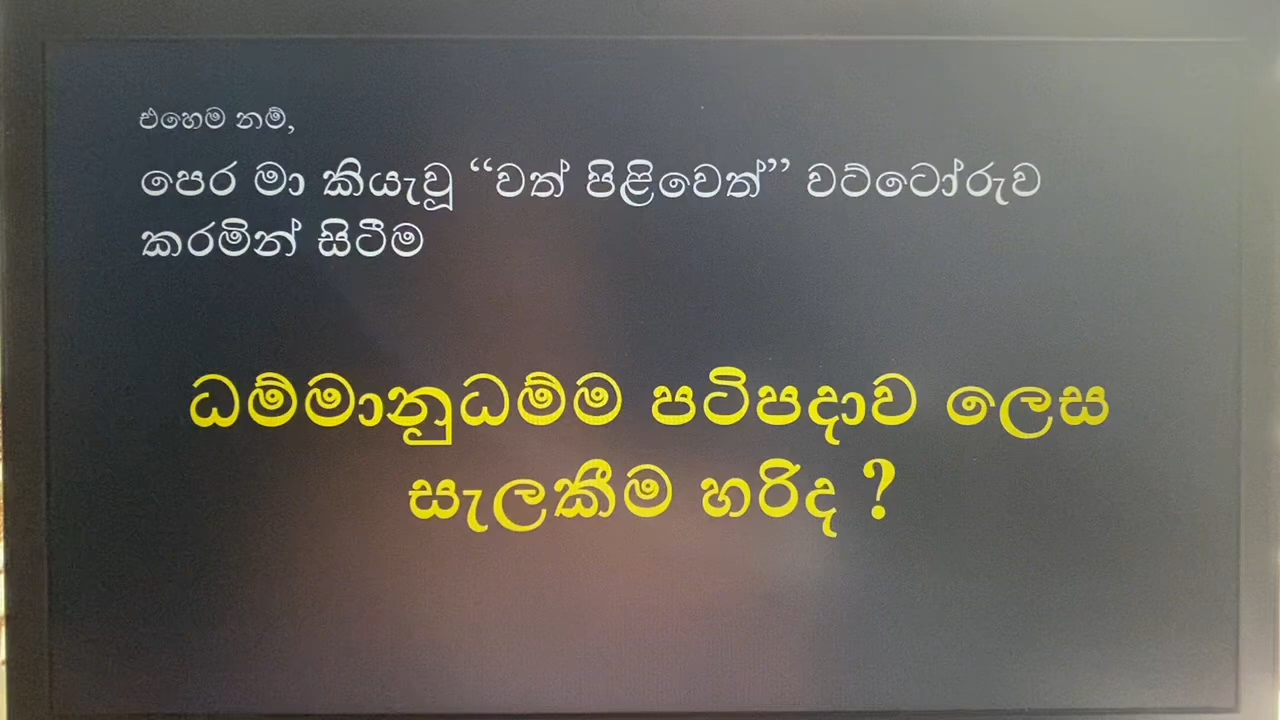 එහෙම නම්,
පෙර මා කියැවූ “වත් පිළිවෙත්” වට්ටෝරුව
කරමින් සිටීම
ධම්මානුධම්ම පටිපදාව ලෙස
සැලකීම හරිද ?